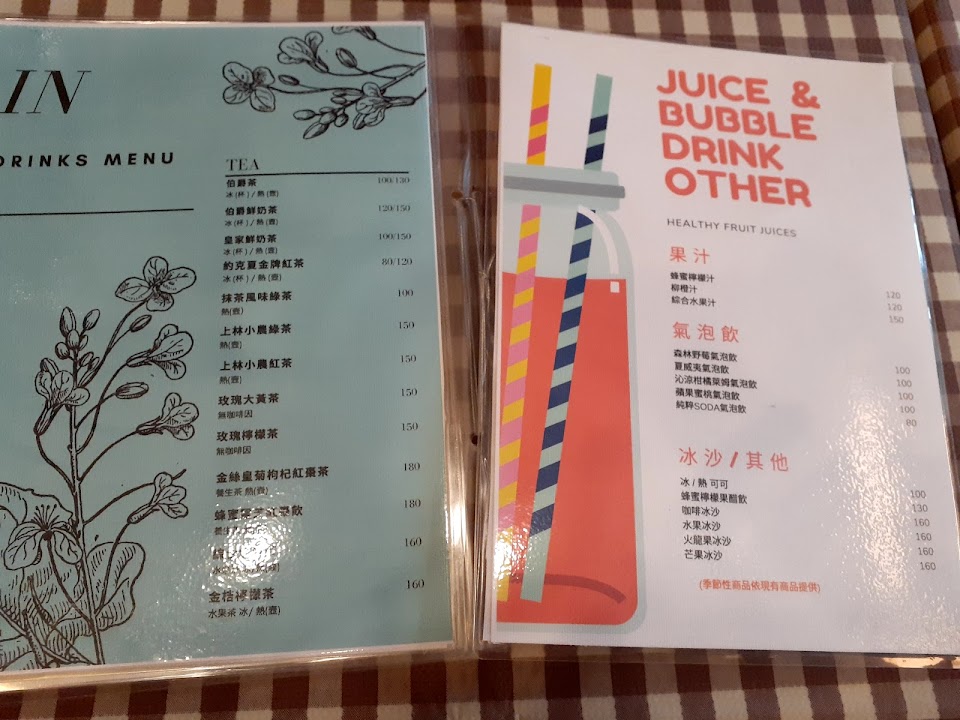 IN
DRINKS MENU
TEA
伯爵茶 100/130
冰(杯) / 熱(壺)
伯爵鮮奶茶 120/150
冰(杯) / 熱(壺)
皇家鮮奶茶 100/150
冰(杯) / 熱(壺)
約克夏金牌紅茶 80/120
冰(杯) / 熱(壺)
抹茶風味綠茶 100
熱(壺)
上林小農綠茶 150
熱(壺)
上林小農紅茶 150
熱(壺)
玫瑰大黃茶 150
無咖啡因
玫瑰檸檬茶 150
無咖啡因
金絲皇菊枸杞紅棗茶 180
養生茶 熱(壺)
蜂蜜 紅棗飲 180
160
金桔檸檬茶 160
水果茶 冰/ 熱(壺)
JUICE &
BUBBLE
DRINK
OTHER
HEALTHY FRUIT JUICES
果汁
蜂蜜檸檬汁 120
柳橙汁 120
綜合水果汁 150
氣泡飲
森林野莓氣泡飲 100
夏威夷氣泡飲 100
沁涼柑橘萊姆氣泡飲 100
蘋果蜜桃氣泡飲 100
純粹SODA氣泡飲 80
冰沙 / 其他
冰 / 熱 可可 100
蜂蜜檸檬果醋飲 130
咖啡冰沙 160
水果冰沙 160
火龍果冰沙 160
芒果冰沙 160
(季節性商品依現有商品提供)